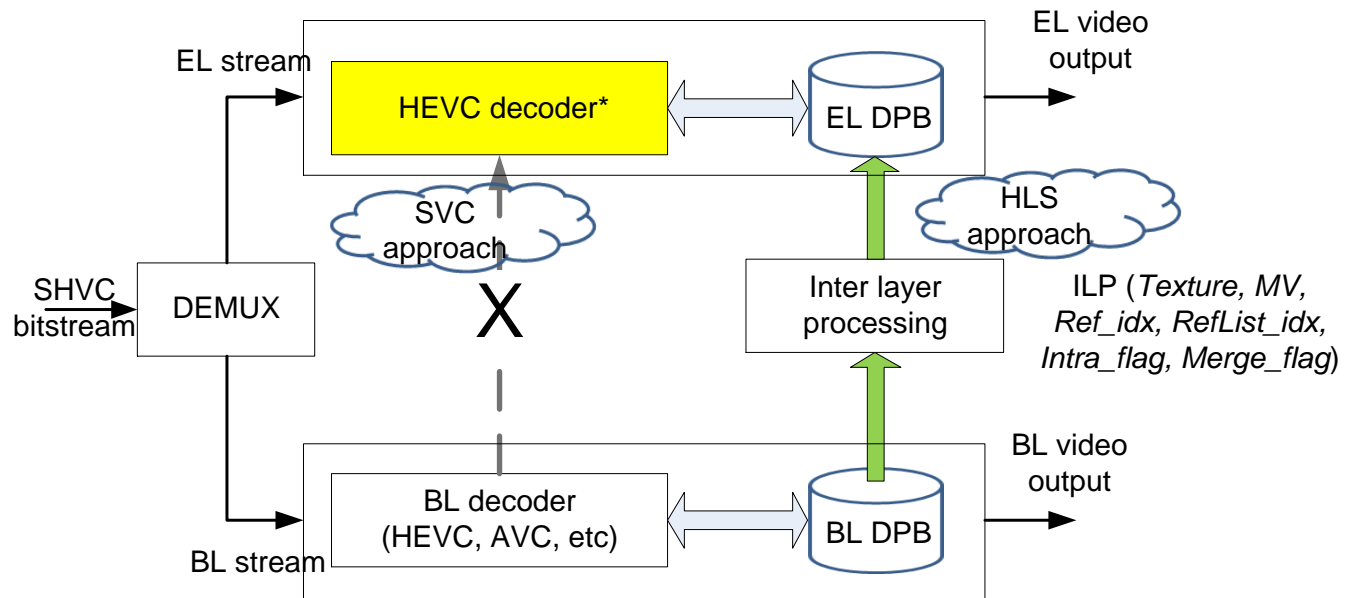 EL video
output
EL stream
HEVC decoder*
EL DPB
SVC
approach
HLS
approach
SHVC
bitstream
DEMUX
X
Inter layer
processing
ILP (Texture, MV,
Ref_idx, RefList_idx,
Intra_flag, Merge_flag)
BL video
output
BL decoder
(HEVC, AVC, etc)
BL DPB
BL stream